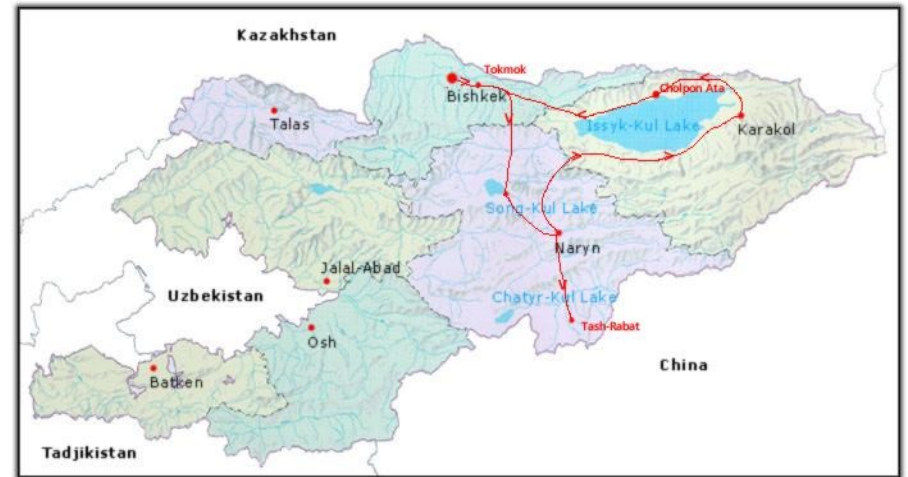 Kazakhstan
Tokmok
Bishkek
Cholpon Ata
Talas
Issyk-Kul Lake
Karakol
Song-Kul Lake
Naryn
Jalal-Abad
Uzbekistan
Chatyr-Kul Lake
Tash-Rabat
Osh
China
Batken
Tadjikistan